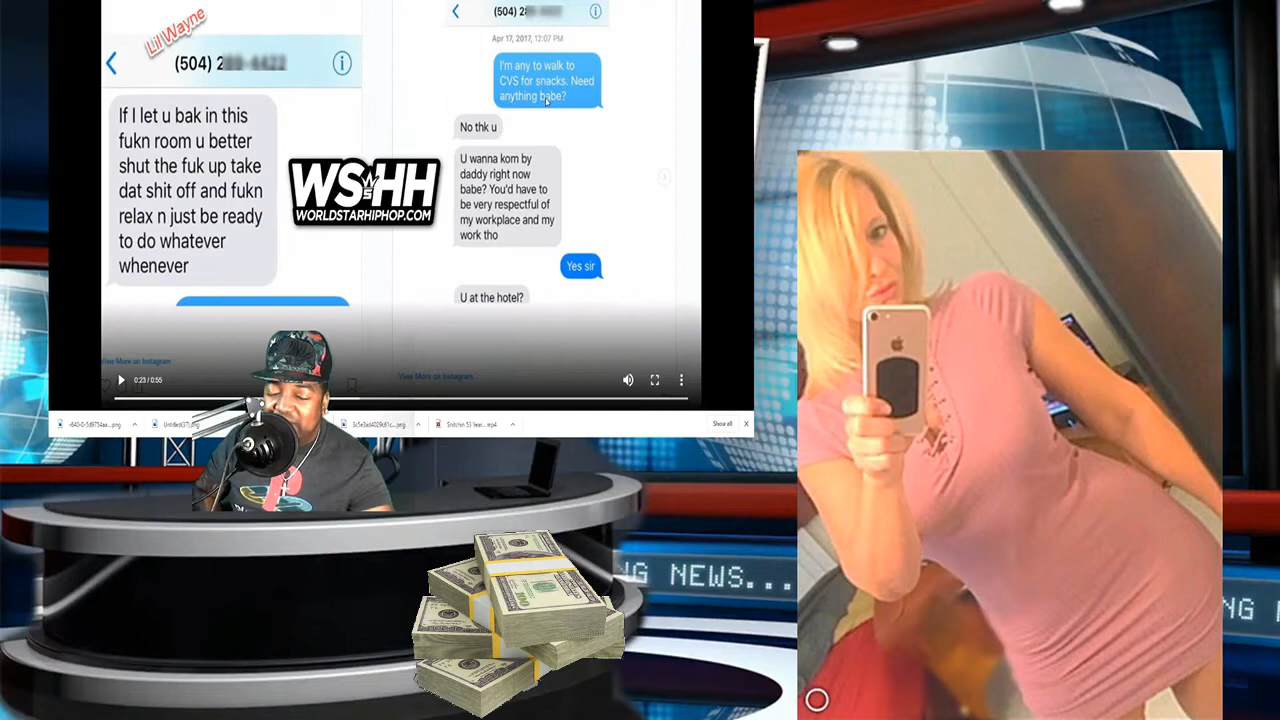 Lil Wayne
(504) 2
If I let u bak in this
fukn room u better
shut the fuk up take
dat shit off and fukn
relax n just be ready
to do whatever
whenever
View More on Instagram
WSHH
WORLDSTARHIPHOP.COM
(504) 2
Apr 17, 2017, 12:07 PM
I'm any to walk to
CVS for snacks. Need
anything babe?
No thk u
U wanna kom by
daddy right now
babe? You'd have to
be very respectful of
my workplace and my
work tho
Yes sir
U at the hotel?
View More on Instagram
0:23 / 0:55
Show all
NG NEWS...
NG